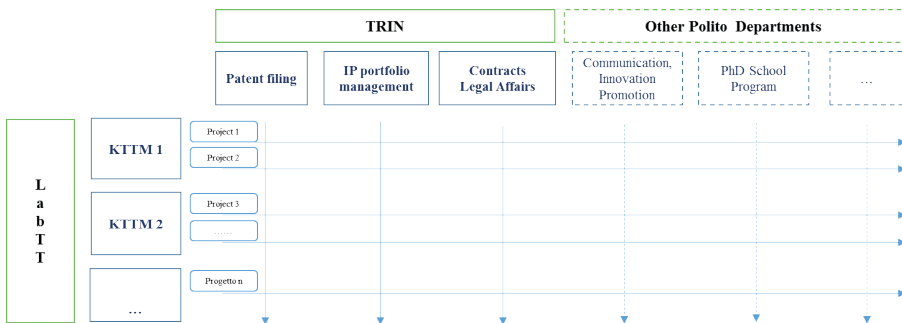 TRIN
Other Polito Departments
Patent filing
IP portfolio
management
Contracts
Legal Affairs
Communication,
Innovation
Promotion
PhD School
Program
…
L
a
b
T
T
KTTM 1
Project 1
Project 2
KTTM 2
Project 3
……
…
Progetto n